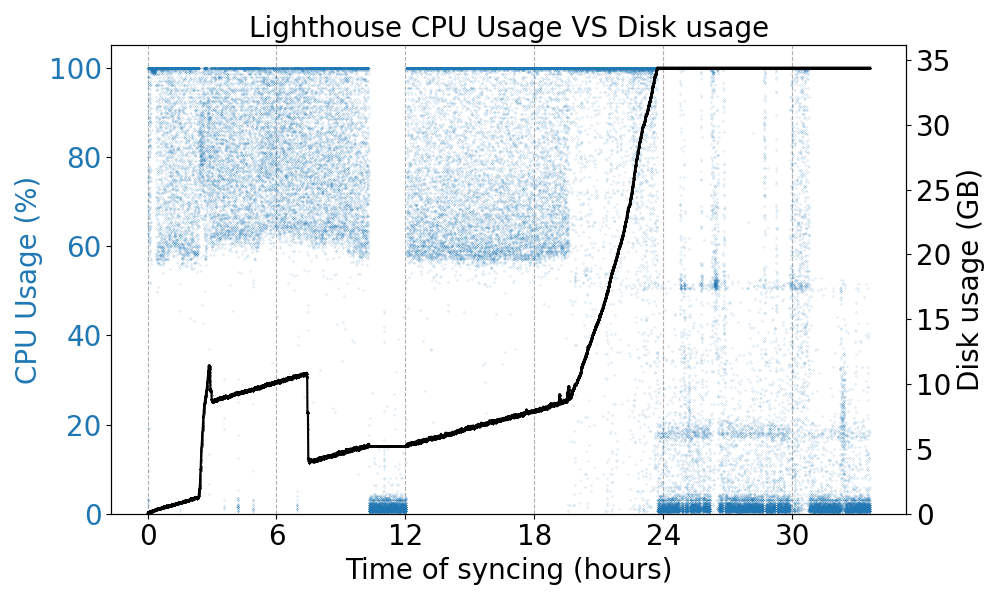 Lighthouse CPU Usage VS Disk usage
CPU Usage (%)
100
80
60
40
20
0
35
30
25
20
15
10
5
0
Disk usage (GB)
0 6 12 18 24 30
Time of syncing (hours)